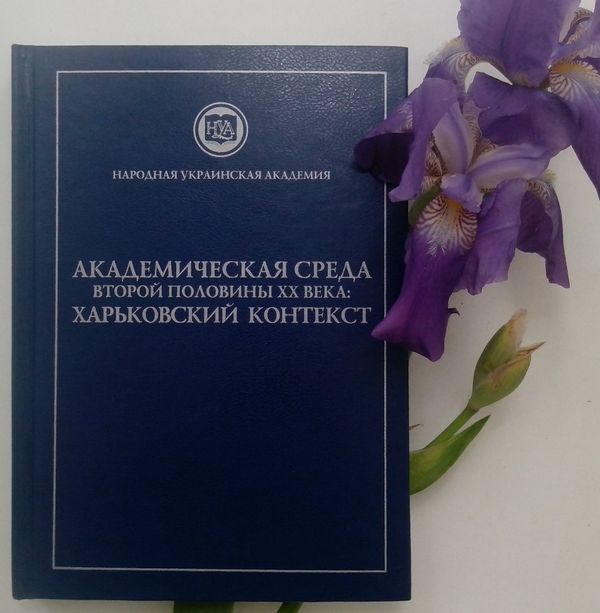 НУА
НАРОДНАЯ УКРАИНСКАЯ АКАДЕМИЯ
АКАДЕМИЧЕСКАЯ СРЕДА
ВТОРОЙ ПОЛОВИНЫ XX ВЕКА:
ХАРЬКОВСКИЙ КОНТЕКСТ